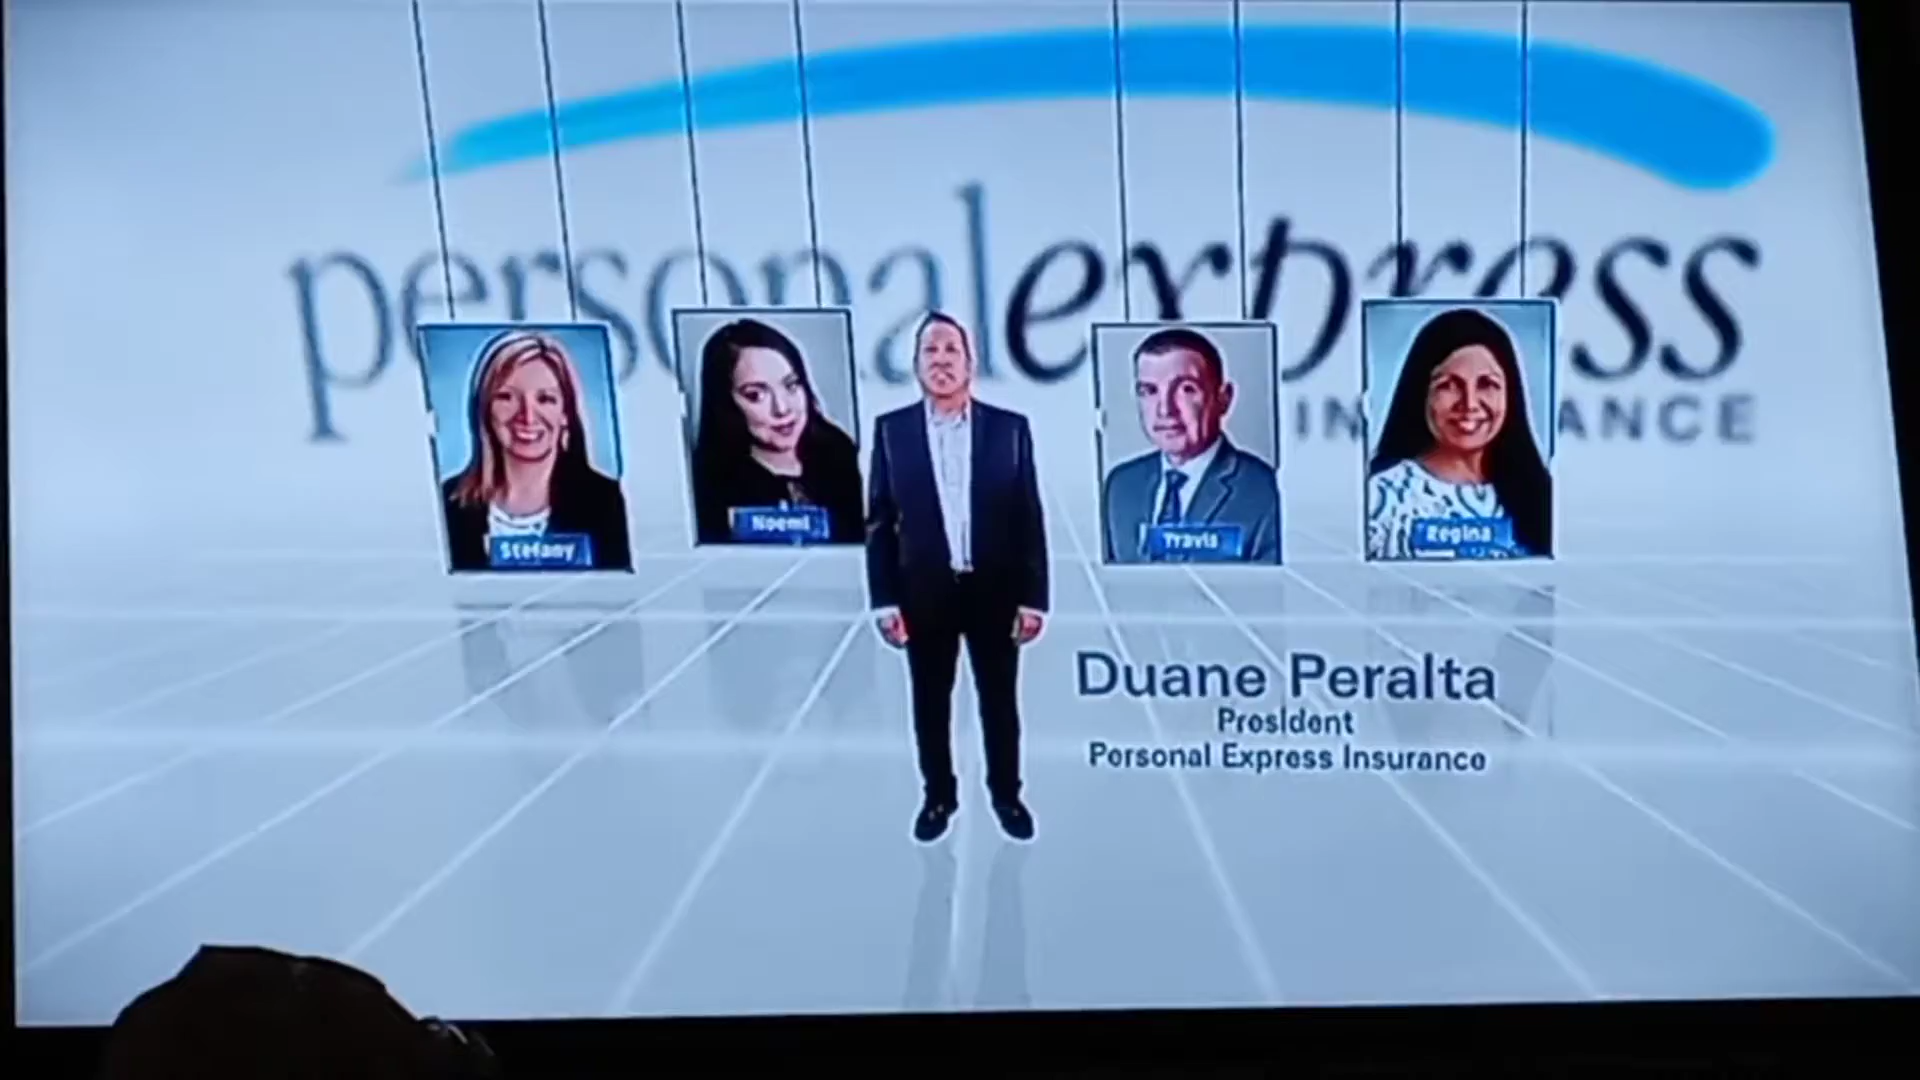 personalexpress
INSURANCE
Stefany
Noemi
Travis
Regina
Duane Peralta
President
Personal Express Insurance